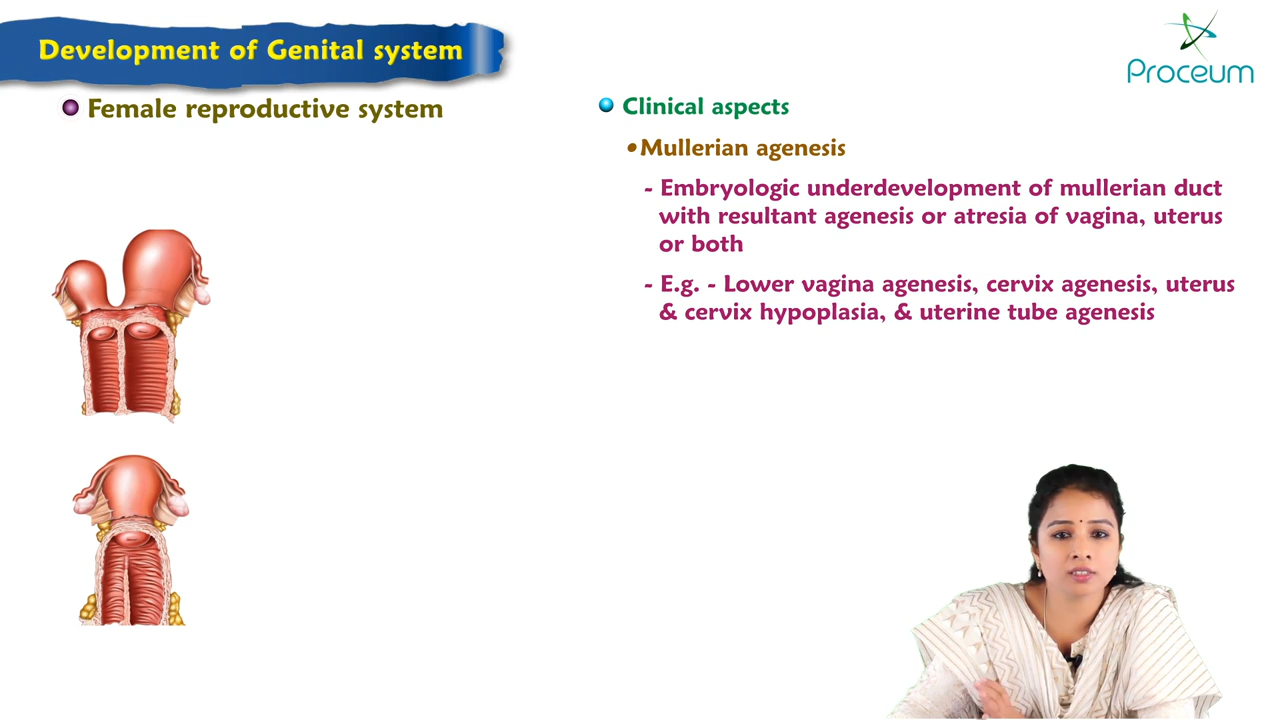 Development of Genital system
Proceum
Female reproductive system
Clinical aspects
•Mullerian agenesis
- Embryologic underdevelopment of mullerian duct
with resultant agenesis or atresia of vagina, uterus
or both
- E.g. - Lower vagina agenesis, cervix agenesis, uterus
& cervix hypoplasia, & uterine tube agenesis